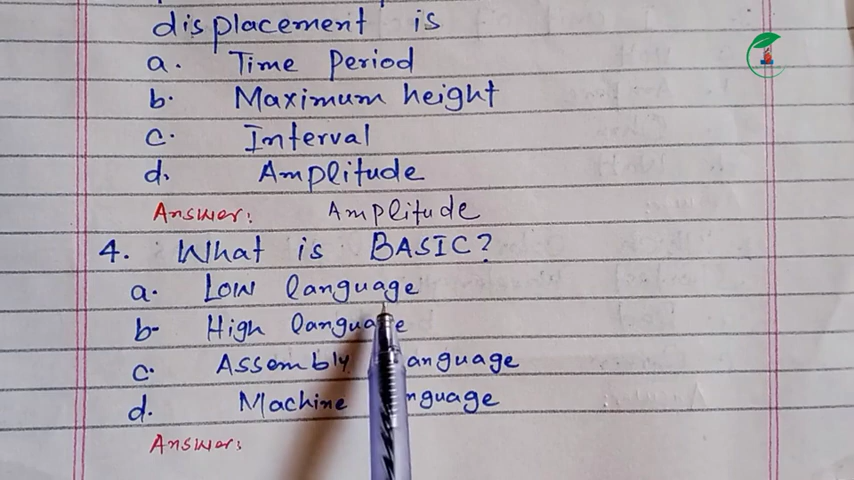 displacement is
a. Time Period
b. Maximum height
c. Interval
d. Amplitude
Answer: Amplitude
4. What is BASIC?
a. Low language
b- High language
c. Assembly language
d. Machine language
Answer: